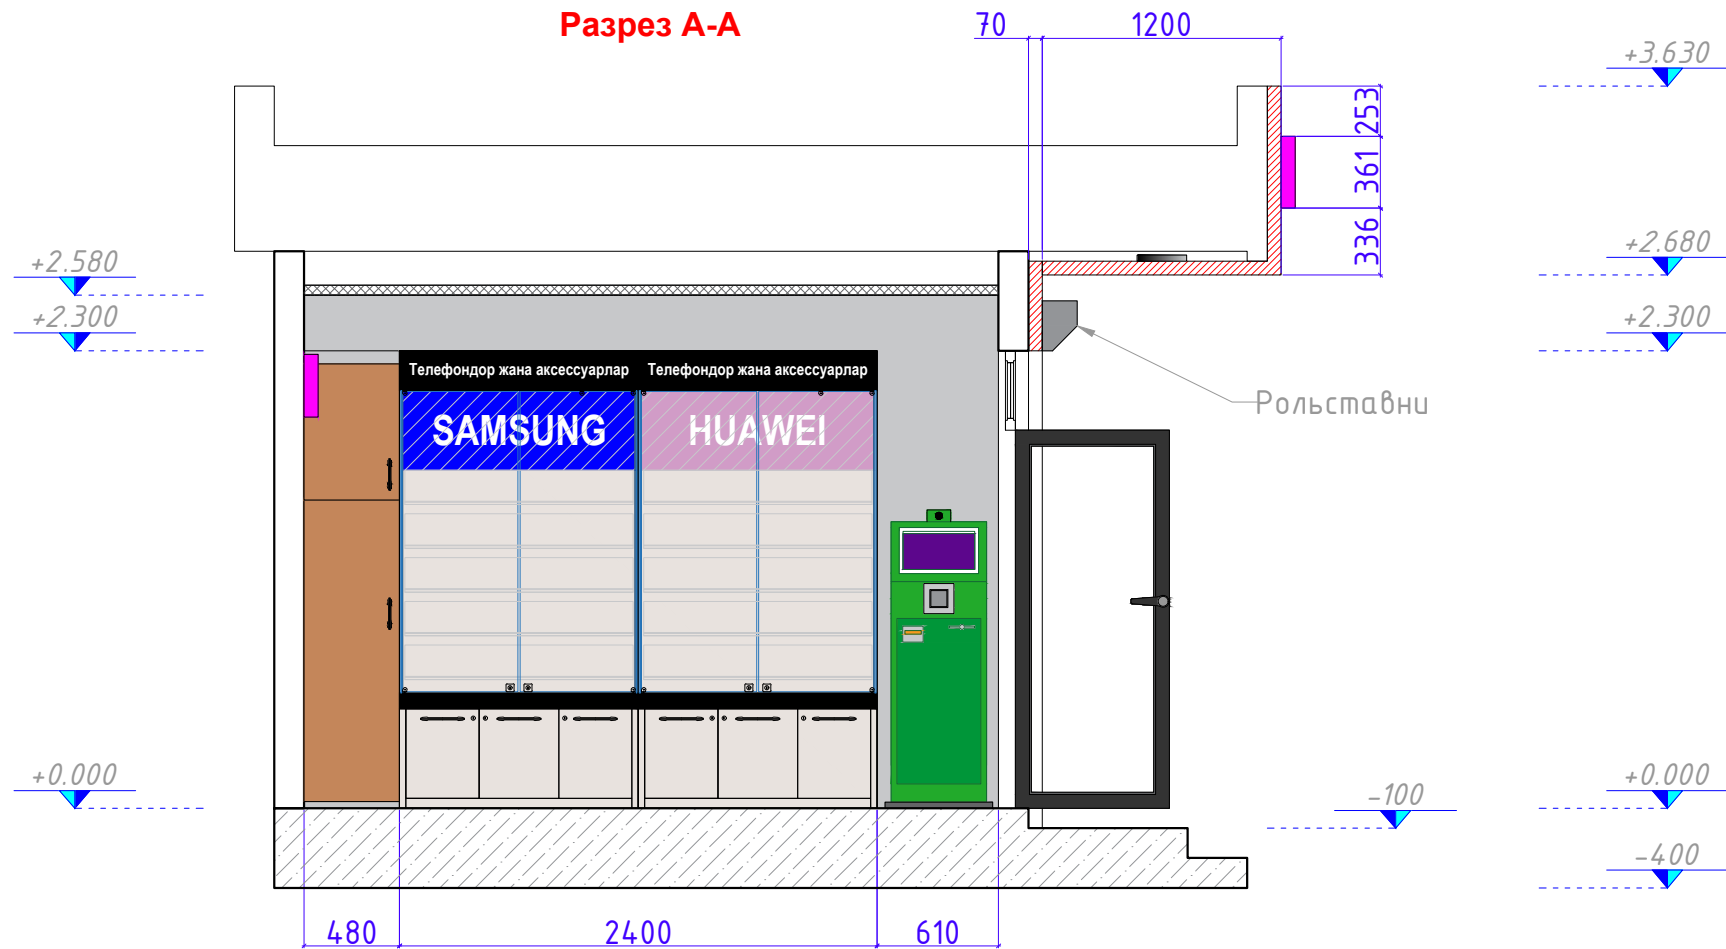 Разрез А-А
70
1200
+3.630
253
361
336
+2.580
+2.680
+2.300
+2.300
Телефондор жана аксессуарлар
Телефондор жана аксессуарлар
SAMSUNG
HUAWEI
Рольставни
+0.000
+0.000
-100
-400
480
2400
610